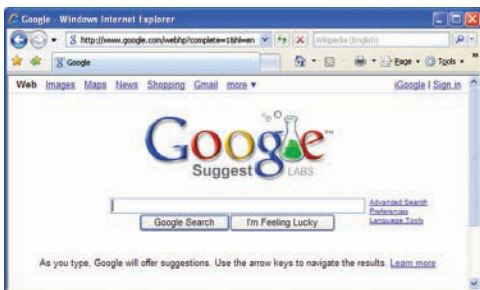 Google - Windows Internet Explorer
http://www.google.com/webhp?complete=1&hl=en
Wikipedia (English)
Google
Page
Tools
Web Images Maps News Shopping Gmail more ▼
iGoogle | Sign in
Google™
Suggest LABS
Advanced Search
Preferences
Language Tools
Google Search
I'm Feeling Lucky
As you type, Google will offer suggestions. Use the arrow keys to navigate the results. Learn more